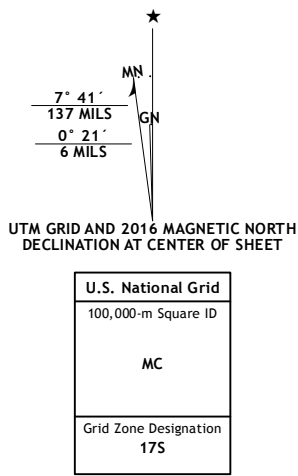 ★
MN
GN
7° 41´
137 MILS
0° 21´
6 MILS
UTM GRID AND 2016 MAGNETIC NORTH
DECLINATION AT CENTER OF SHEET
U.S. National Grid
100,000-m Square ID
MC
Grid Zone Designation
17S